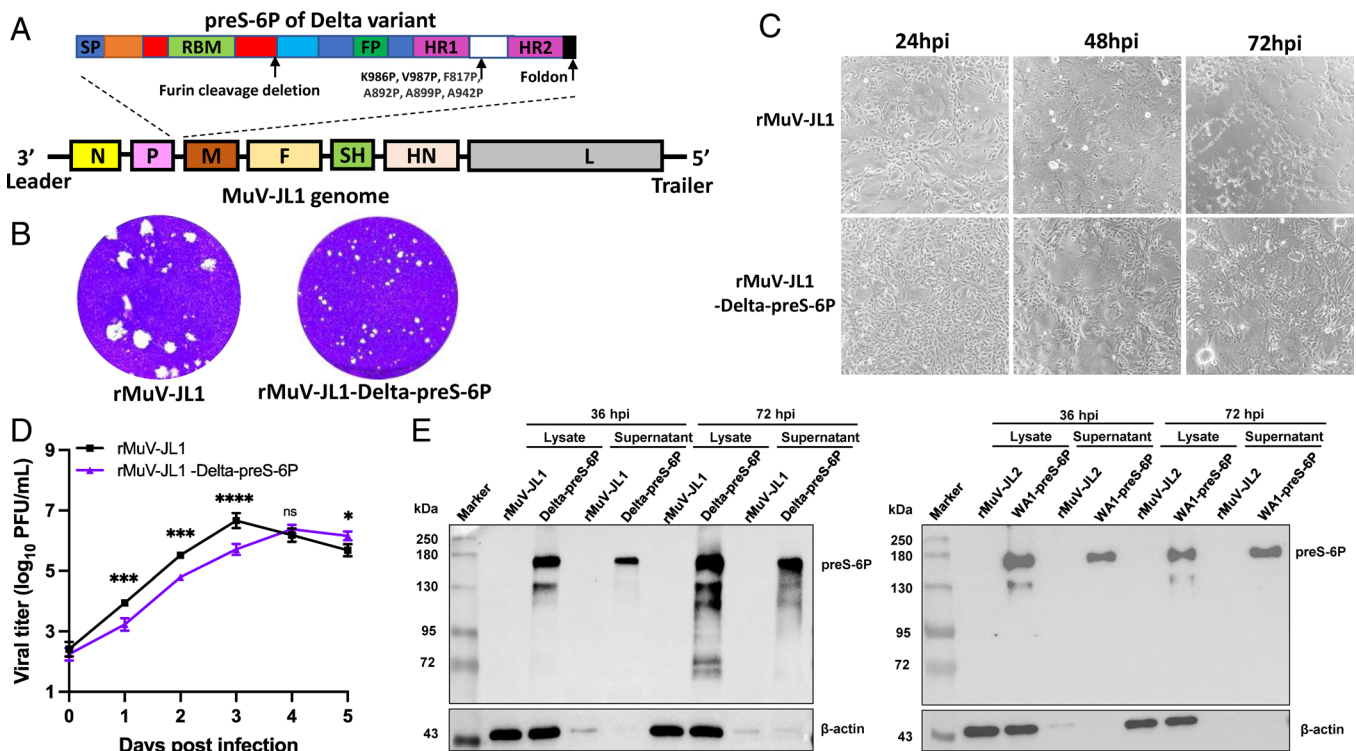 A
preS-6P of Delta variant
SP
RBM
FP
HR1
HR2
Furin cleavage deletion
K986P, V987P, F817P,
A892P, A899P, A942P
Foldon
3’
Leader
N
P
M
F
SH
HN
L
5’
Trailer
MuV-JL1 genome
B
rMuV-JL1
rMuV-JL1-Delta-preS-6P
C
24hpi
48hpi
72hpi
rMuV-JL1
rMuV-JL1
-Delta-preS-6P
D
Viral titer (log10 PFU/mL)
9
7
5
3
1
rMuV-JL1
rMuV-JL1 -Delta-preS-6P
***
***
****
ns
*
0
1
2
3
4
5
Days post infection
E
36 hpi
72 hpi
Lysate
Supernatant
Lysate
Supernatant
kDa
Marker
rMuV-JL1
Delta-preS-6P
rMuV-JL1
Delta-preS-6P
rMuV-JL1
Delta-preS-6P
rMuV-JL1
Delta-preS-6P
250
180
130
95
72
43
preS-6P
β-actin
36 hpi
72 hpi
Lysate
Supernatant
Lysate
Supernatant
kDa
Marker
rMuV-JL2
WA1-preS-6P
rMuV-JL2
WA1-preS-6P
rMuV-JL2
WA1-preS-6P
rMuV-JL2
WA1-preS-6P
250
180
130
95
72
43
preS-6P
β-actin